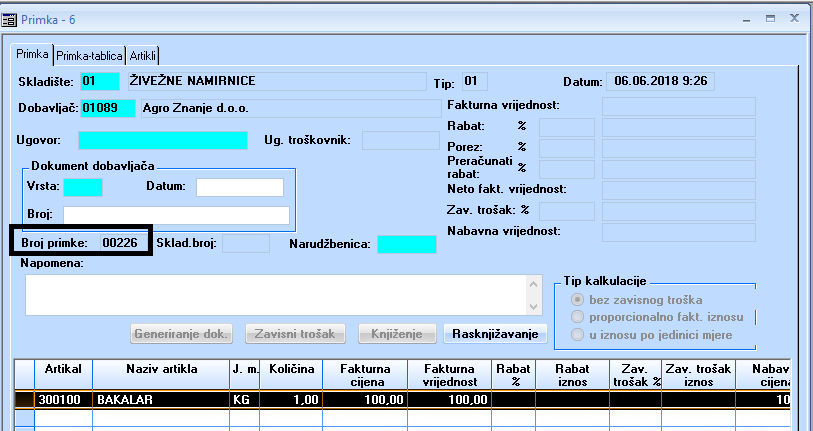 Primka - 6
Primka Primka-tablica Artikli
Skladište: 01 ŽIVEŽNE NAMIRNICE Tip: 01 Datum: 06.06.2018 9:26
Dobavljač: 01089 Agro Znanje d.o.o. Fakturna vrijednost:
Rabat: %
Ugovor: Ug. troškovnik: Porez: %
Preračunati rabat: %
Dokument dobavljača
Vrsta: Datum: Neto fakt. vrijednost:
Broj: Zav. trošak: %
Nabavna vrijednost:
Broj primke: 00226 Sklad.broj: Narudžbenica:
Napomena:
Tip kalkulacije
bez zavisnog troška
proporcionalno fakt. iznosu
u iznosu po jedinici mjere
Generiranje dok. Zavisni trošak Knjiženje Rasknjižavanje
Artikal Naziv artikla J. m. Količina Fakturna cijena Fakturna vrijednost Rabat % Rabat iznos Zav. trošak % Zav. trošak iznos Nabav cijena
300100 BAKALAR KG 1,00 100,00 100,00 10